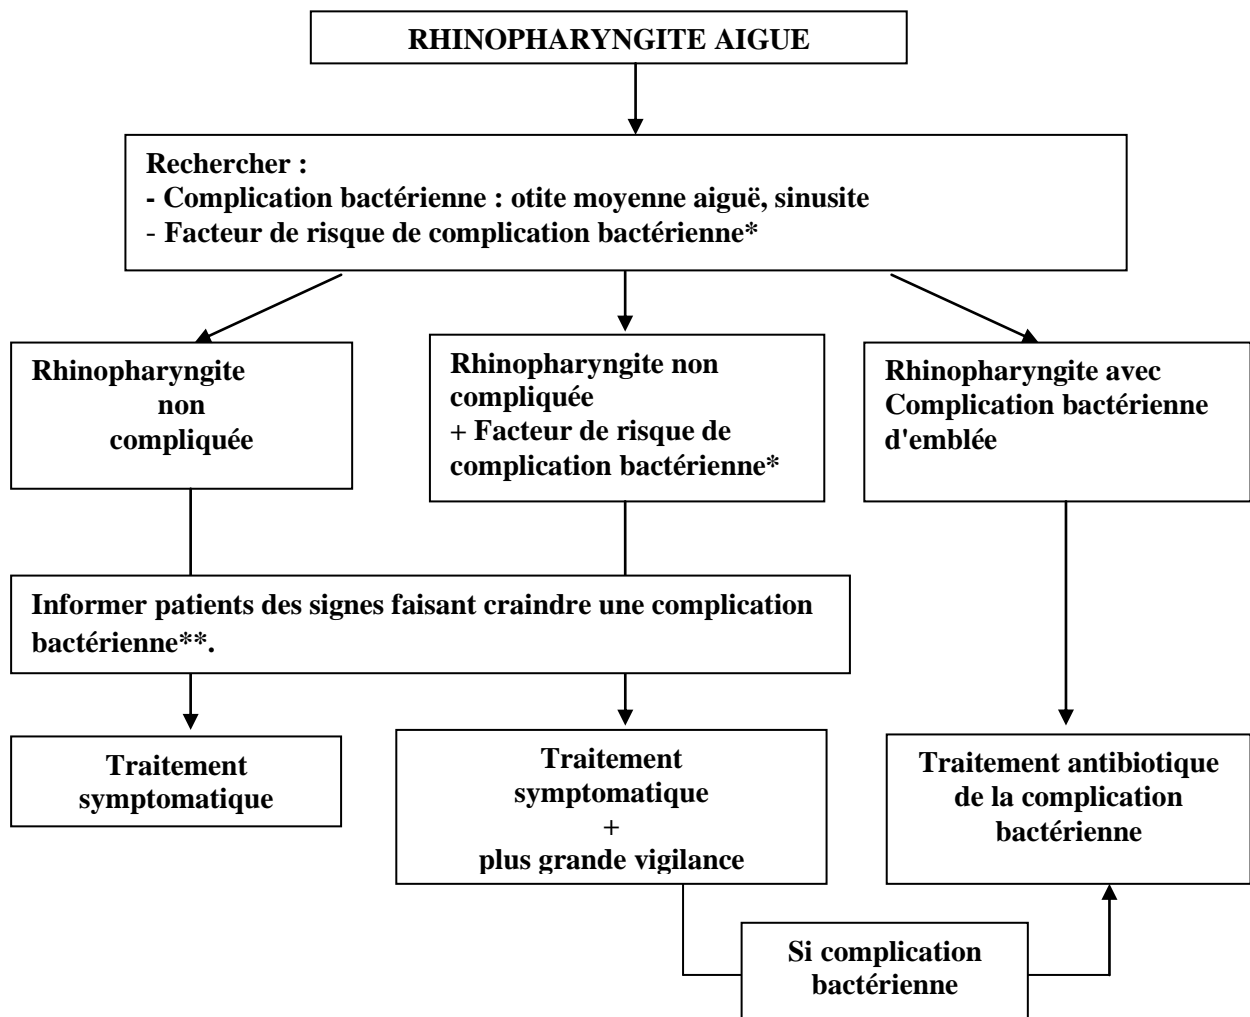 RHINOPHARYNGITE AIGUE
Rechercher :
- Complication bactérienne : otite moyenne aiguë, sinusite
- Facteur de risque de complication bactérienne*
Rhinopharyngite
non
compliquée
Rhinopharyngite non
compliquée
+ Facteur de risque de
complication bactérienne*
Rhinopharyngite avec
Complication bactérienne
d'emblée
Informer patients des signes faisant craindre une complication
bactérienne**.
Traitement
symptomatique
Traitement
symptomatique
+
plus grande vigilance
Traitement antibiotique
de la complication
bactérienne
Si complication
bactérienne